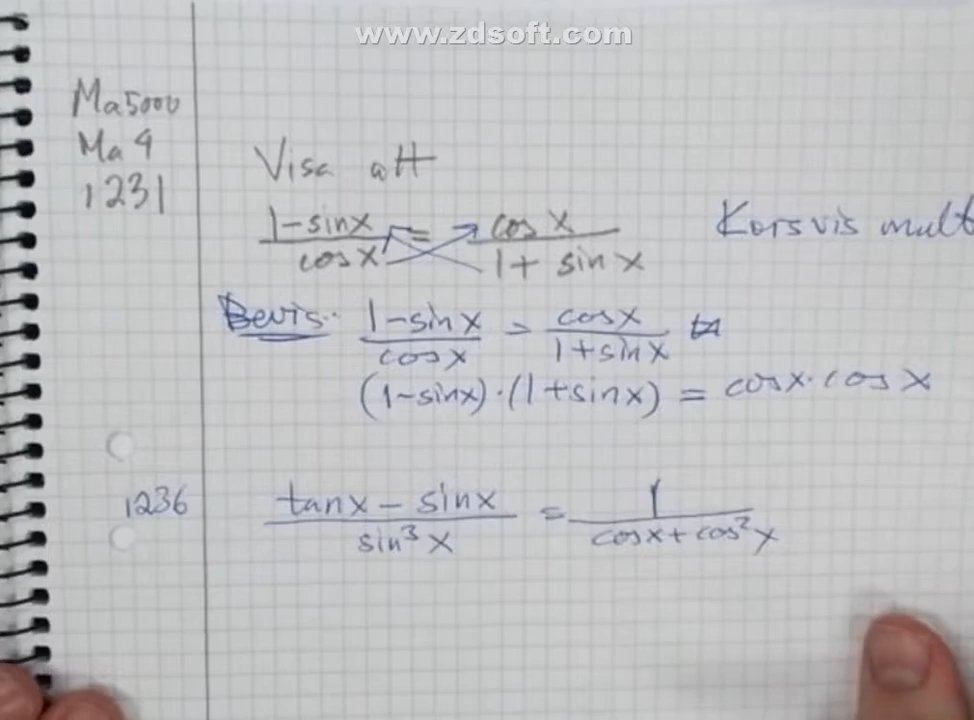 www.zdsoft.com
Ma5000
Ma 4
1231
Visa att
1-sinx / cosx = cosx / 1+ sinx
Korsvis mult
Bevis: 1-sinx / cosx = cosx / 1+sinx
(1-sinx)·(1+sinx) = cosx·cosx
1236
tanx - sinx / sin³x = 1 / cosx+cos²x